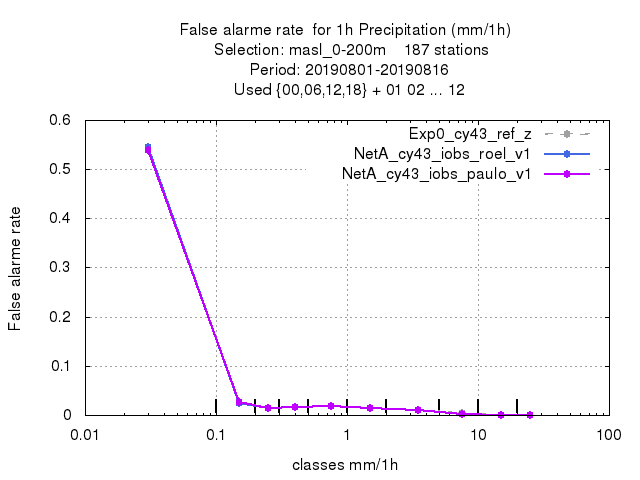 False alarme rate  for 1h Precipitation (mm/1h)
Selection: masl_0-200m    187 stations
Period: 20190801-20190816
Used {00,06,12,18} + 01 02 ... 12
Exp0_cy43_ref_z
NetA_cy43_iobs_roel_v1
NetA_cy43_iobs_paulo_v1
0.6
0.5
0.4
0.3
0.2
0.1
0
False alarme rate
0.01 0.1 1 10 100
classes mm/1h